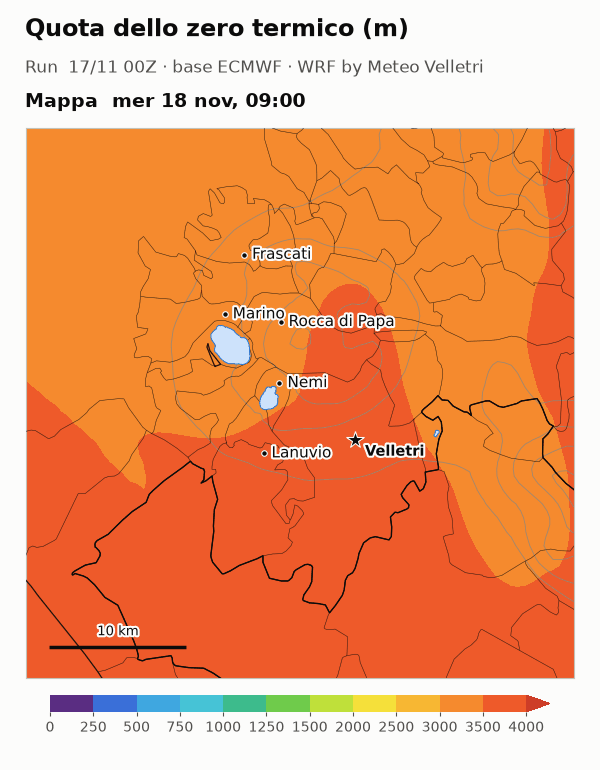 Quota dello zero termico (m)
Run  17/11 00Z · base ECMWF · WRF by Meteo Velletri
Mappa  mer 18 nov, 09:00
Frascati
Marino
Rocca di Papa
Nemi
Velletri
Lanuvio
10 km
0 250 500 750 1000 1250 1500 2000 2500 3000 3500 4000